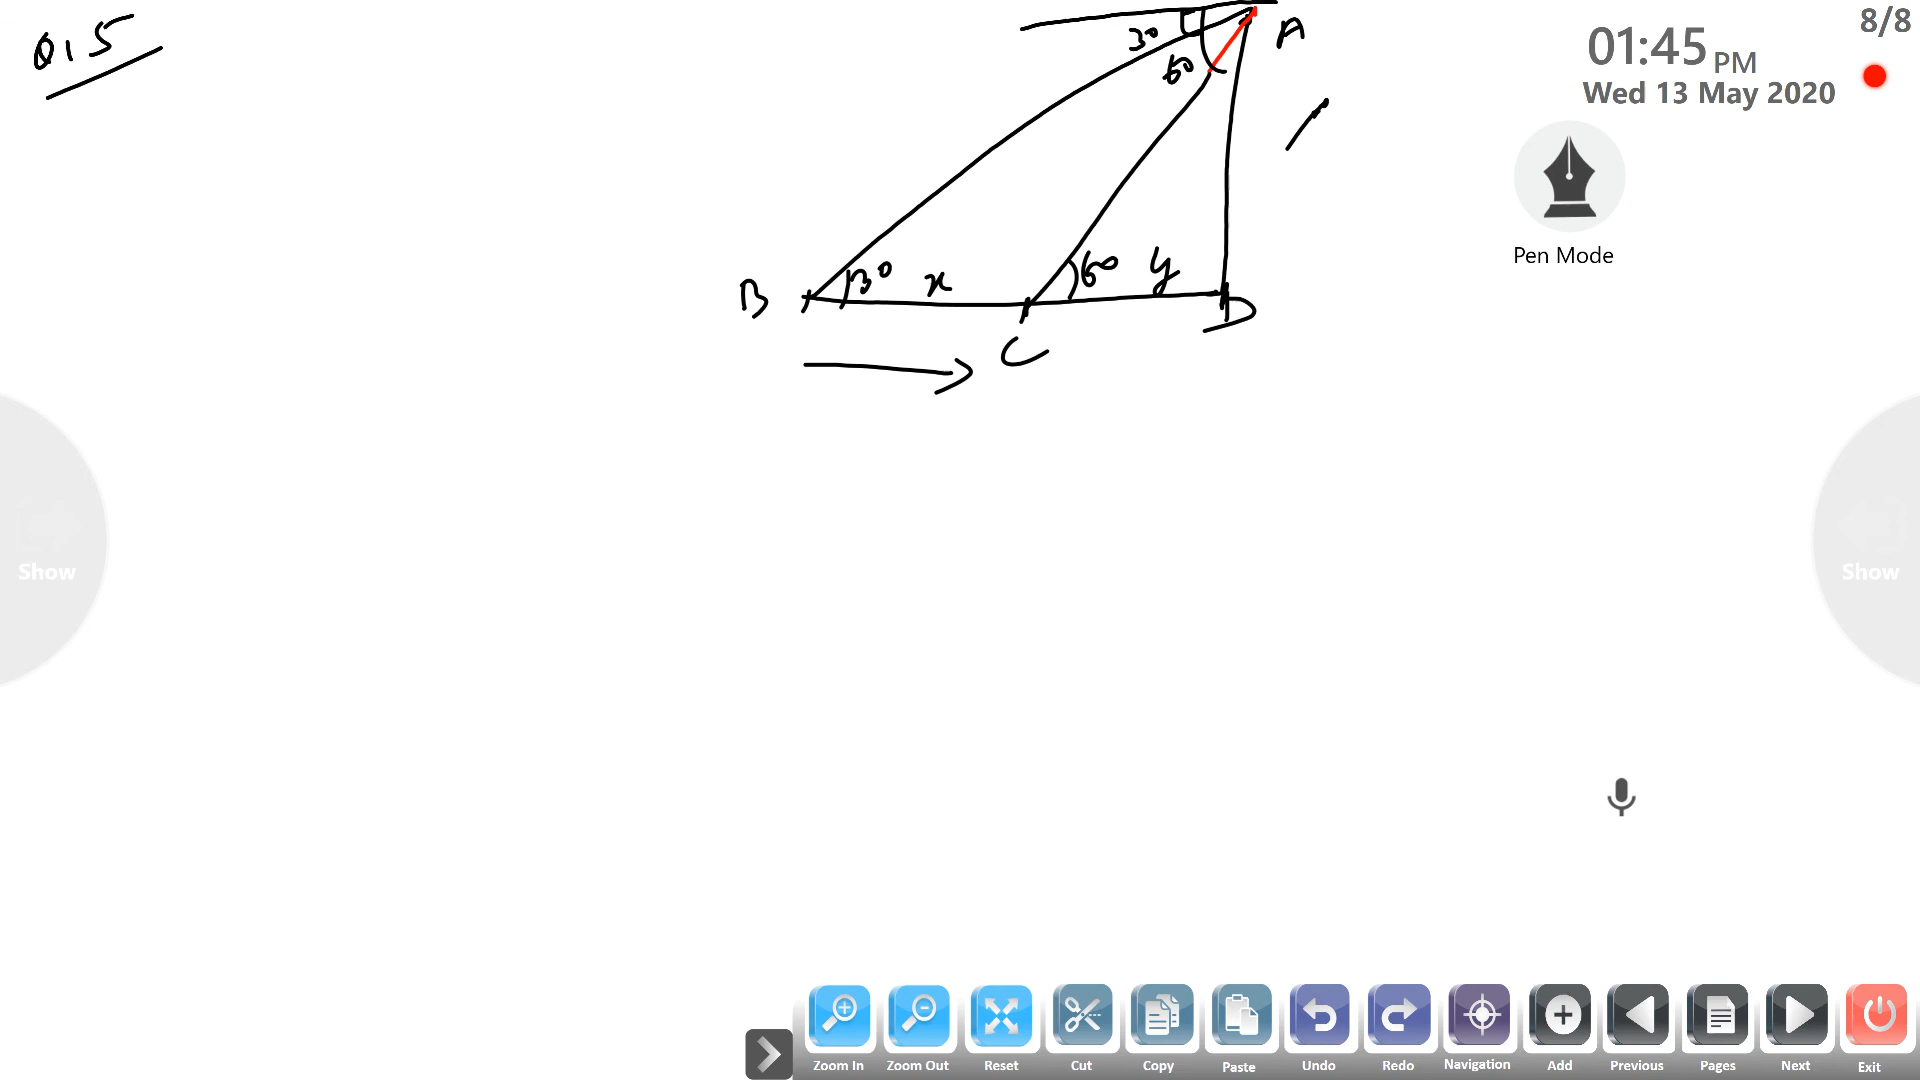 Q15
A
30
60
B
30
x
60
y
D
C
01:45 PM
Wed 13 May 2020
8/8
Pen Mode
Show
Show
Zoom In
Zoom Out
Reset
Cut
Copy
Paste
Undo
Redo
Navigation
Add
Previous
Pages
Next
Exit